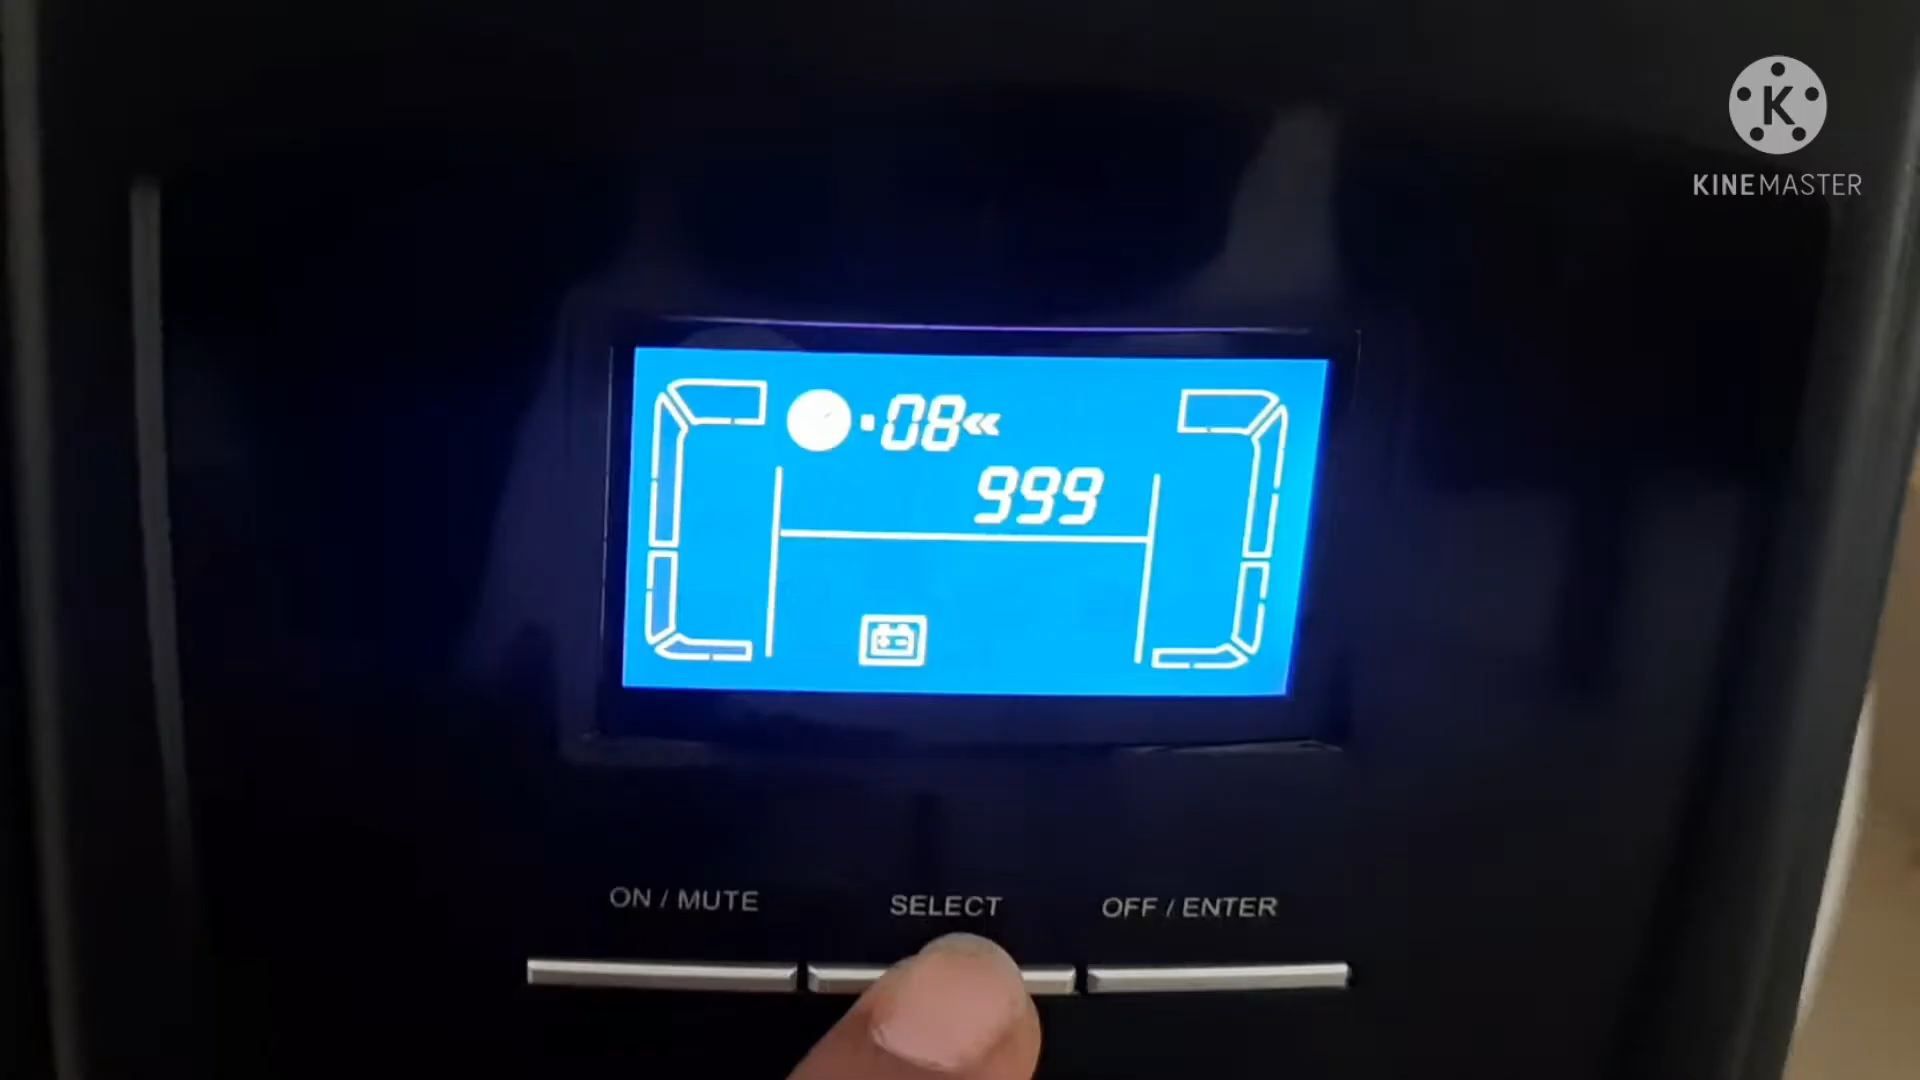 K
KINEMASTER
08
999
ON / MUTE
SELECT
OFF / ENTER